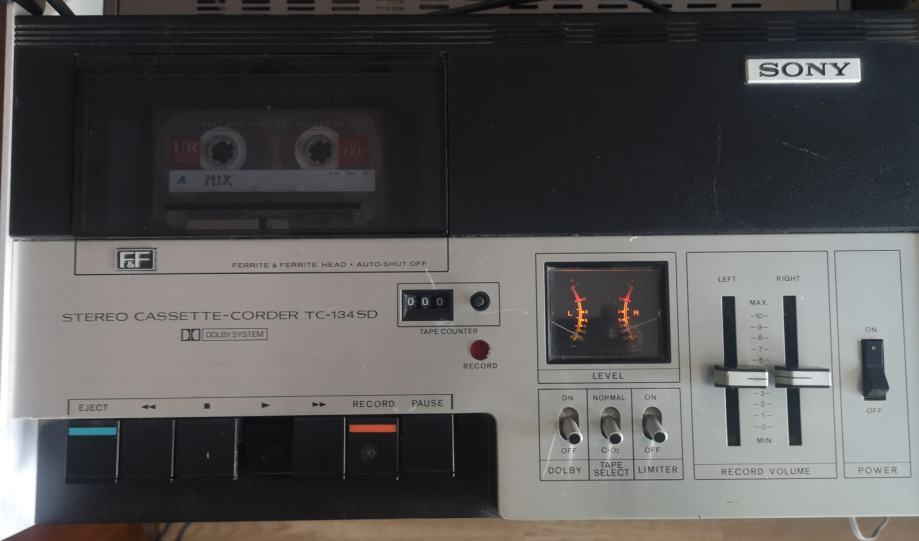 SONY
UR 60
A MIX
F&F
FERRITE & FERRITE HEAD • AUTO-SHUT OFF
STEREO CASSETTE-CORDER TC-134SD
DOLBY SYSTEM
000
TAPE COUNTER
RECORD
L R
LEVEL
LEFT RIGHT
MAX
-10-
-9-
-8-
-7-
-6-
-3-
-2-
-1-
-0-
MIN
RECORD VOLUME
ON
OFF
POWER
ON NORMAL ON
OFF CrO2 OFF
DOLBY TAPE SELECT LIMITER
EJECT ◀◀ ■ ▶ ▶▶ RECORD PAUSE